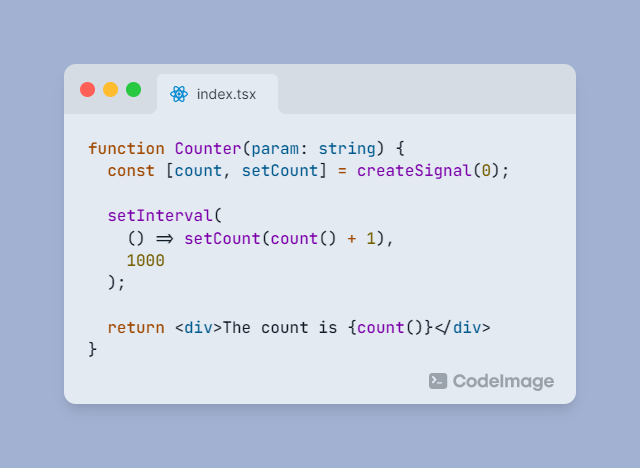 index.tsx
function Counter(param: string) {
  const [count, setCount] = createSignal(0);
  setInterval(
    () => setCount(count() + 1),
    1000
  );
  return <div>The count is {count()}</div>
}
CodeImage